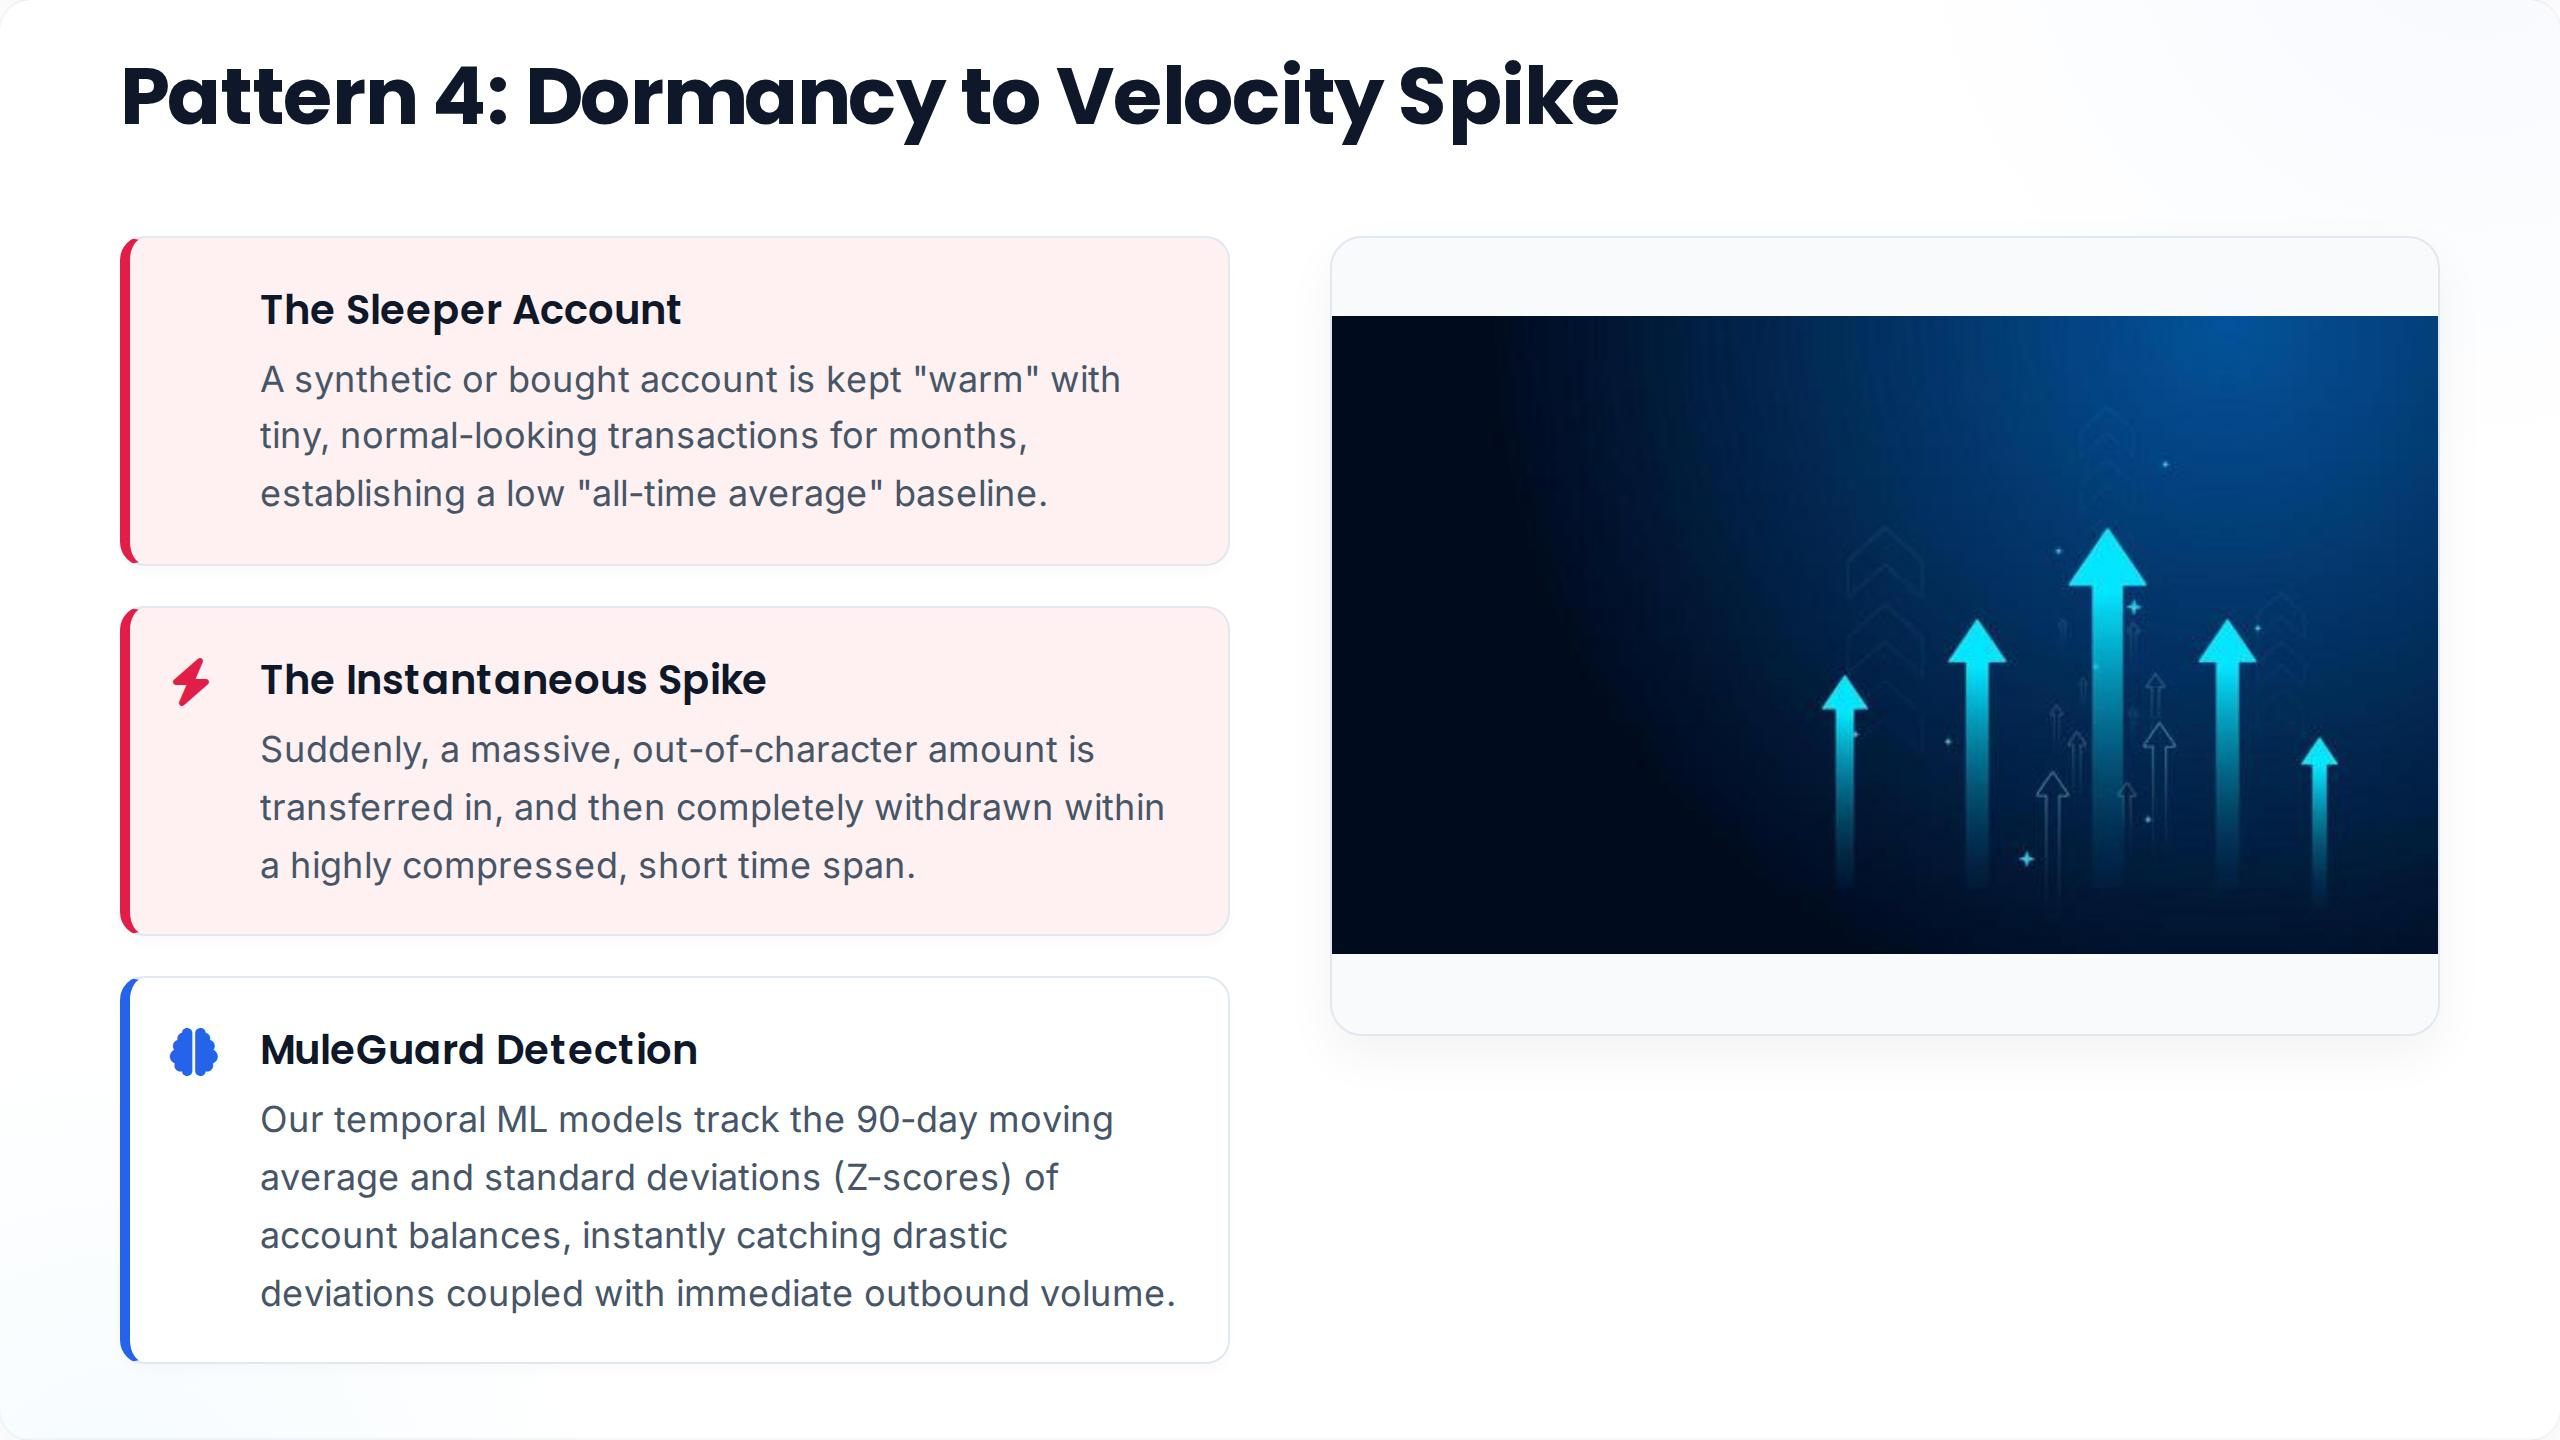 Pattern 4: Dormancy to Velocity Spike
The Sleeper Account
A synthetic or bought account is kept "warm" with
tiny, normal-looking transactions for months,
establishing a low "all-time average" baseline.
The Instantaneous Spike
Suddenly, a massive, out-of-character amount is
transferred in, and then completely withdrawn within
a highly compressed, short time span.
MuleGuard Detection
Our temporal ML models track the 90-day moving
average and standard deviations (Z-scores) of
account balances, instantly catching drastic
deviations coupled with immediate outbound volume.